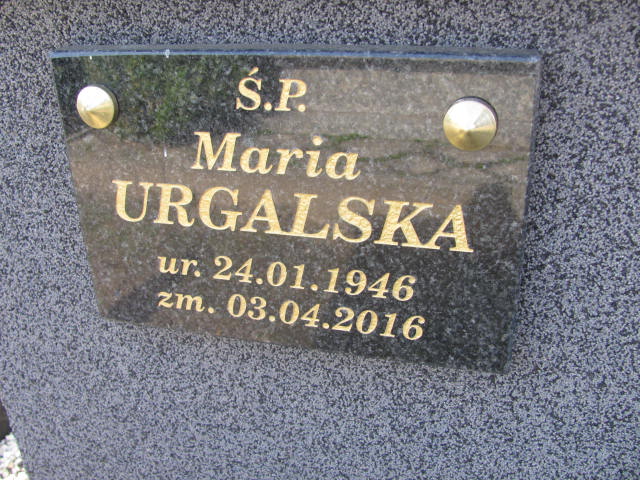 Ś.P.
Maria
URGALSKA
ur. 24.01.1946
zm. 03.04.2016